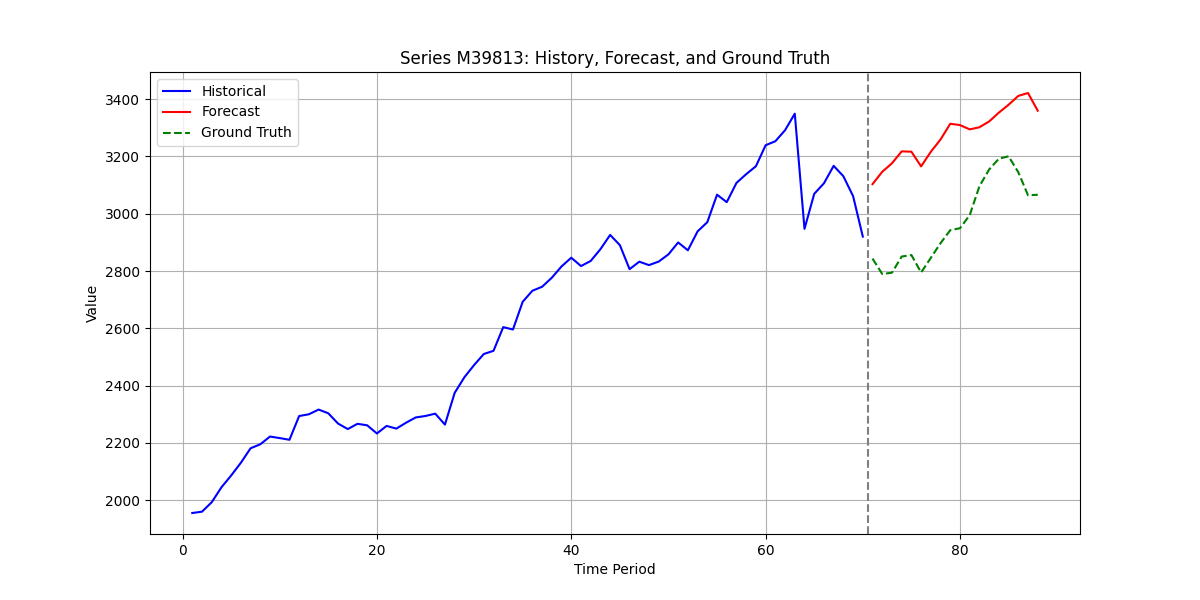 Series M39813: History, Forecast, and Ground Truth
Historical
Forecast
Ground Truth
3400
3200
3000
2800
2600
2400
2200
2000
Value
0 20 40 60 80
Time Period